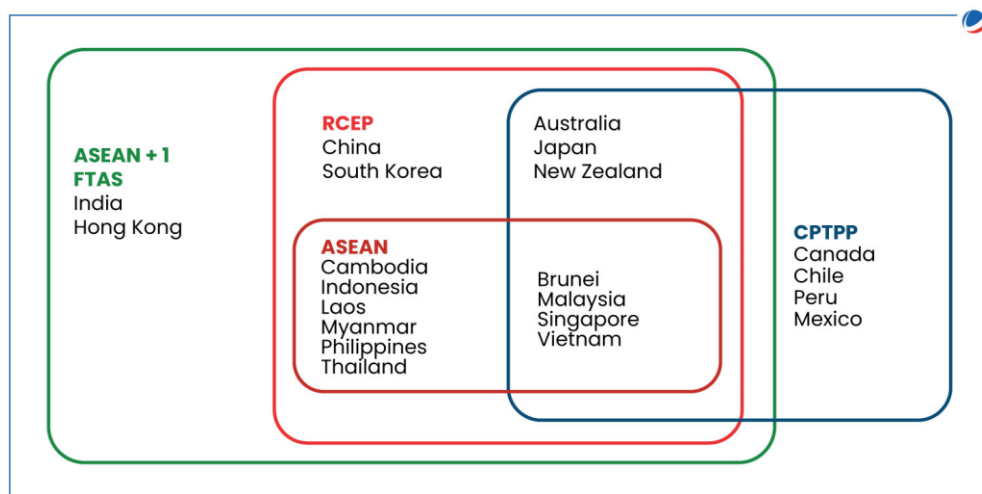 ASEAN + 1
FTAS
India
Hong Kong
RCEP
China
South Korea
Australia
Japan
New Zealand
ASEAN
Cambodia
Indonesia
Laos
Myanmar
Philippines
Thailand
Brunei
Malaysia
Singapore
Vietnam
CPTPP
Canada
Chile
Peru
Mexico